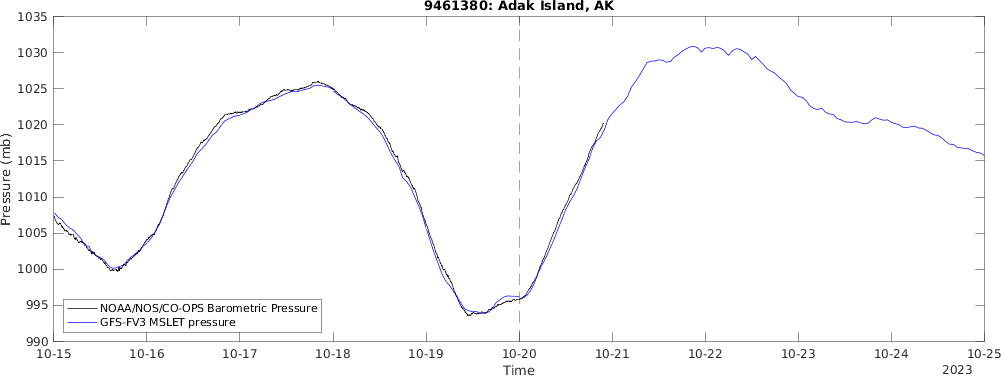 9461380: Adak Island, AK
1035
1030
1025
1020
1015
1010
1005
1000
995
990
Pressure (mb)
NOAA/NOS/CO-OPS Barometric Pressure
GFS-FV3 MSLET pressure
10-15 10-16 10-17 10-18 10-19 10-20 10-21 10-22 10-23 10-24 10-25
Time
2023